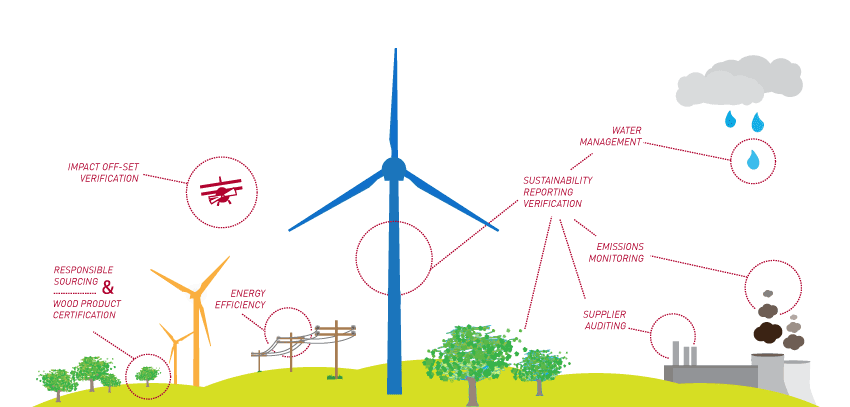 WATER
MANAGEMENT
IMPACT OFF-SET
VERIFICATION
SUSTAINABILITY
REPORTING
VERIFICATION
EMISSIONS
MONITORING
RESPONSIBLE
SOURCING &
WOOD PRODUCT
CERTIFICATION
ENERGY
EFFICIENCY
SUPPLIER
AUDITING